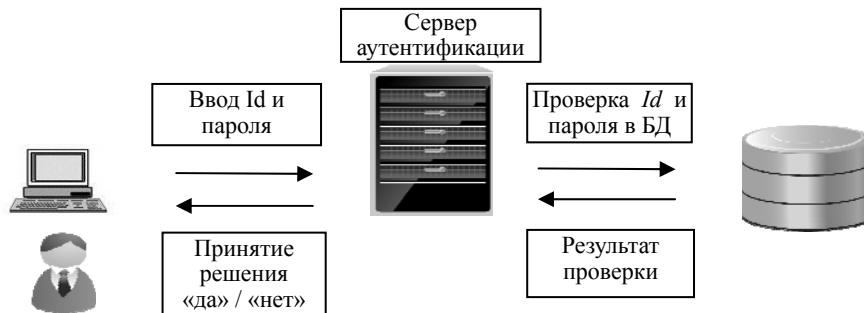 Сервер
аутентификации
Ввод Id и
пароля
Проверка Id и
пароля в БД
Принятие
решения
«да» / «нет»
Результат
проверки